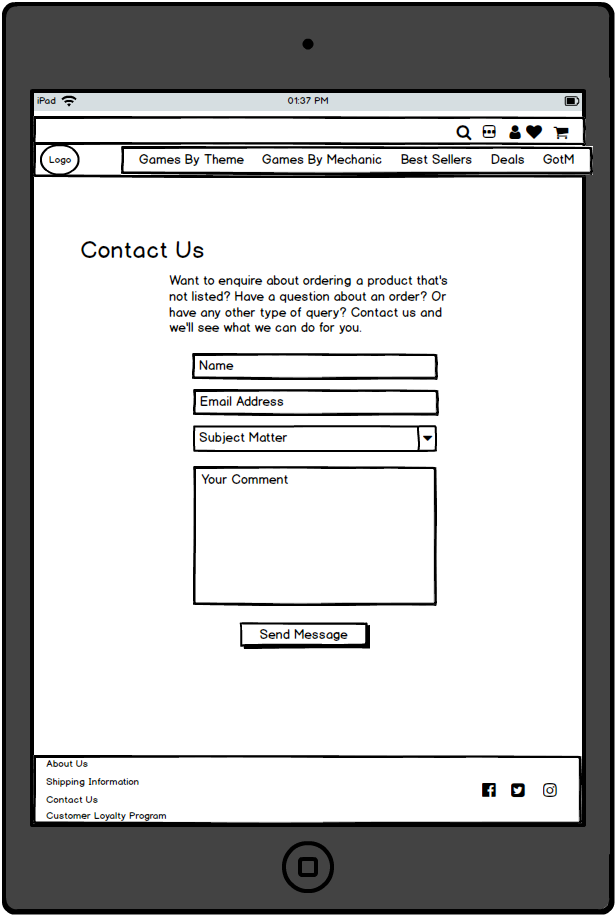 iPad 01:37 PM
Logo
Games By Theme Games By Mechanic Best Sellers Deals GotM
Contact Us
Want to enquire about ordering a product that's
not listed? Have a question about an order? Or
have any other type of query? Contact us and
we'll see what we can do for you.
Name
Email Address
Subject Matter
Your Comment
Send Message
About Us
Shipping Information
Contact Us
Customer Loyalty Program